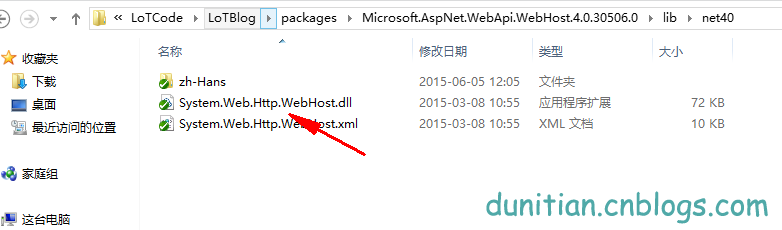 « LoTCode ▸ LoTBlog ▸ packages ▸ Microsoft.AspNet.WebApi.WebHost.4.0.30506.0 ▸ lib ▸ net40
收藏夹
下载
桌面
最近访问的位置
家庭组
这台电脑
名称 修改日期 类型 大小
zh-Hans 2015-06-05 12:05 文件夹
System.Web.Http.WebHost.dll 2015-03-08 10:55 应用程序扩展 72 KB
System.Web.Http.WebHost.xml 2015-03-08 10:55 XML 文档 10 KB
dunitian.cnblogs.com